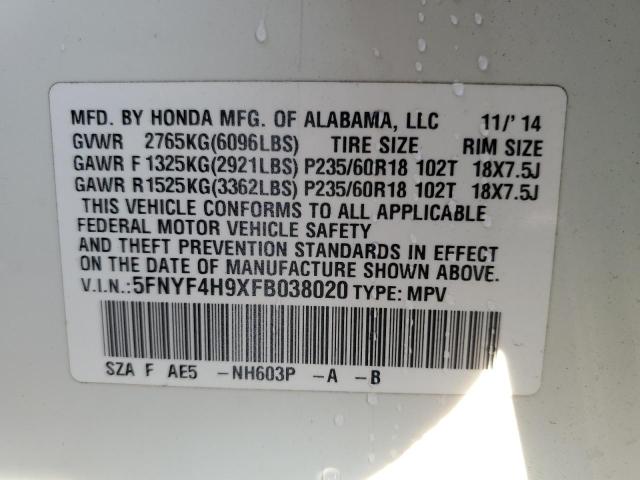 MFD. BY HONDA MFG. OF ALABAMA, LLC 11/'14
GVWR 2765KG(6096LBS) TIRE SIZE RIM SIZE
GAWR F 1325KG(2921LBS) P235/60R18 102T 18X7.5J
GAWR R1525KG(3362LBS) P235/60R18 102T 18X7.5J
THIS VEHICLE CONFORMS TO ALL APPLICABLE
FEDERAL MOTOR VEHICLE SAFETY
AND THEFT PREVENTION STANDARDS IN EFFECT
ON THE DATE OF MANUFACTURE SHOWN ABOVE.
V.I.N.:5FNYF4H9XFB038020 TYPE: MPV
SZA F AE5 -NH603P -A -B